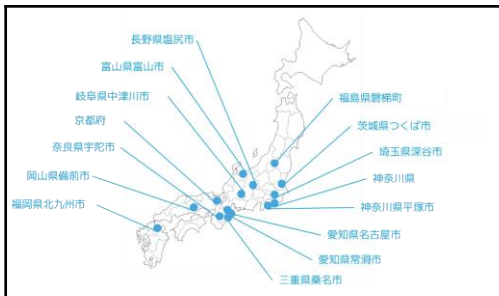 長野県塩尻市
富山県富山市
岐阜県中津川市
京都府
奈良県宇陀市
岡山県備前市
福岡県北九州市
福島県磐梯町
茨城県つくば市
埼玉県深谷市
神奈川県
神奈川県平塚市
愛知県名古屋市
愛知県常滑市
三重県桑名市